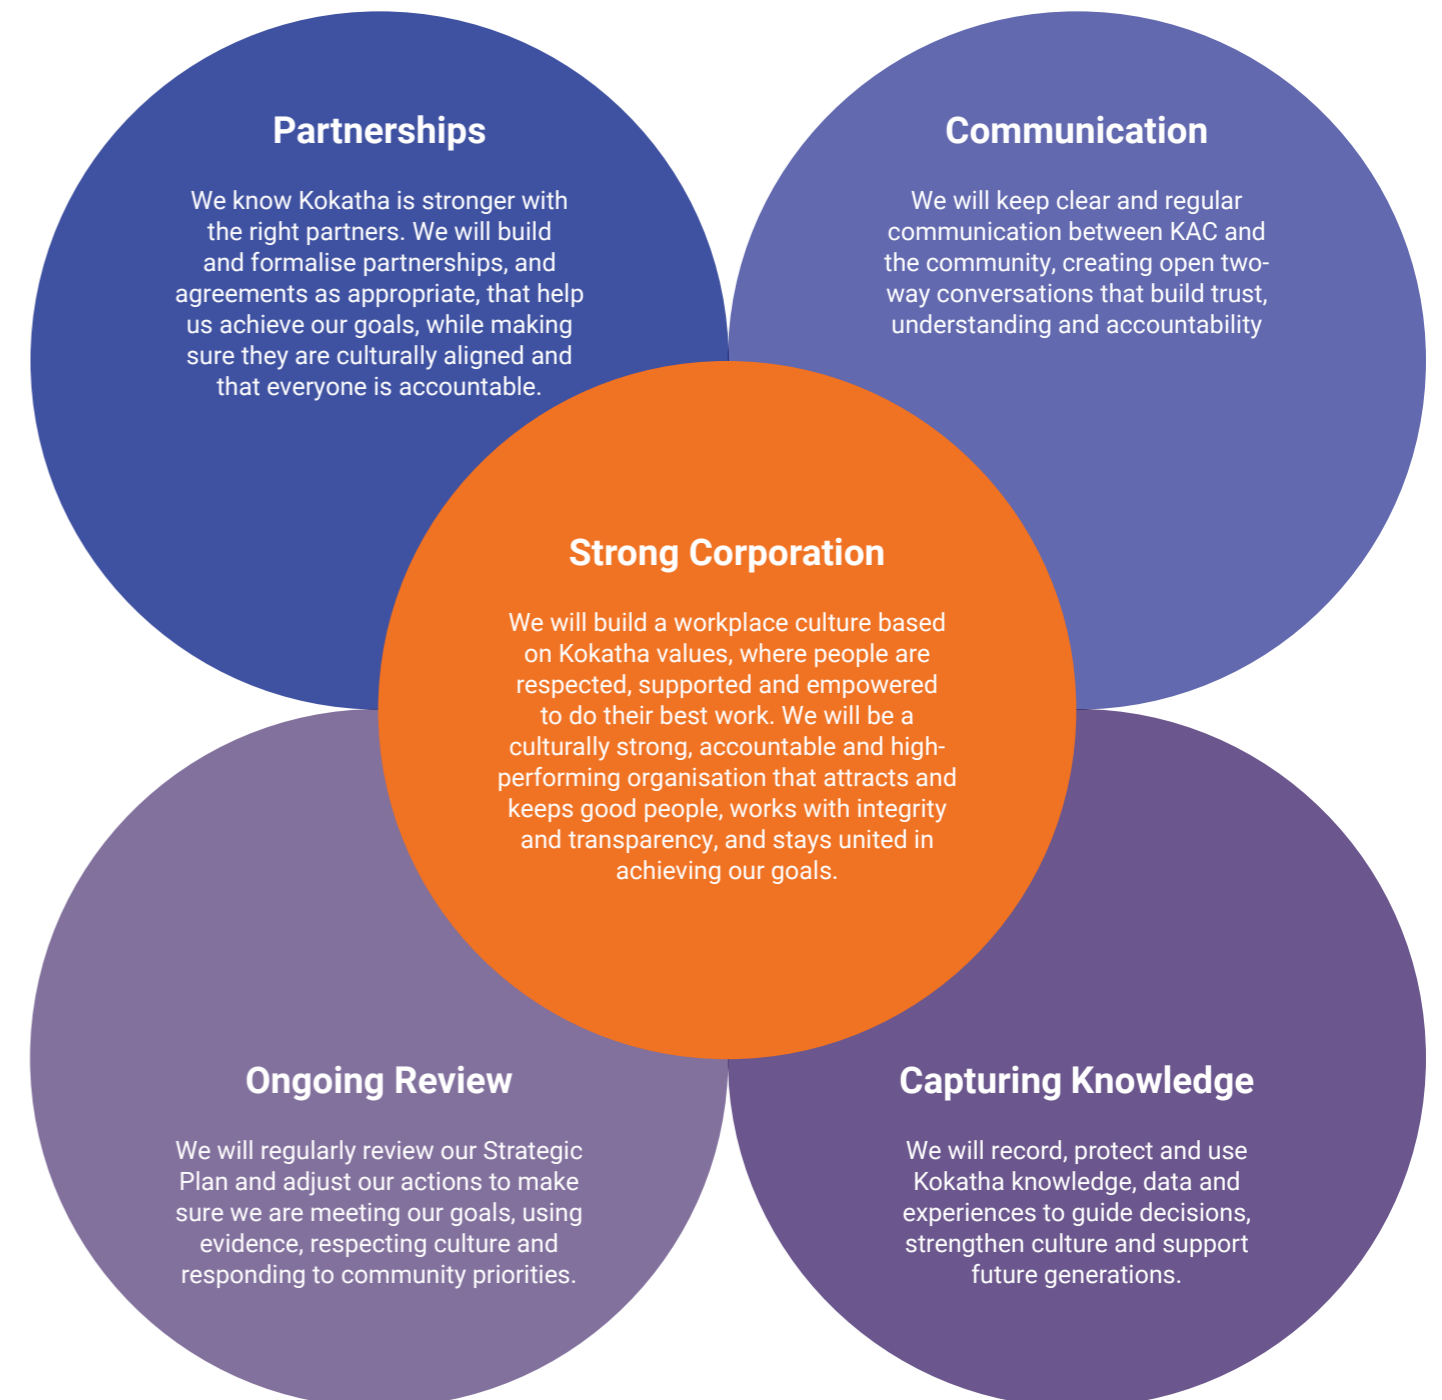 Partnerships
We know Kokatha is stronger with
the right partners. We will build
and formalise partnerships, and
agreements as appropriate, that help
us achieve our goals, while making
sure they are culturally aligned and
that everyone is accountable.
Communication
We will keep clear and regular
communication between KAC and
the community, creating open two-
way conversations that build trust,
understanding and accountability
Strong Corporation
We will build a workplace culture based
on Kokatha values, where people are
respected, supported and empowered
to do their best work. We will be a
culturally strong, accountable and high-
performing organisation that attracts and
keeps good people, works with integrity
and transparency, and stays united in
achieving our goals.
Ongoing Review
We will regularly review our Strategic
Plan and adjust our actions to make
sure we are meeting our goals, using
evidence, respecting culture and
responding to community priorities.
Capturing Knowledge
We will record, protect and use
Kokatha knowledge, data and
experiences to guide decisions,
strengthen culture and support
future generations.